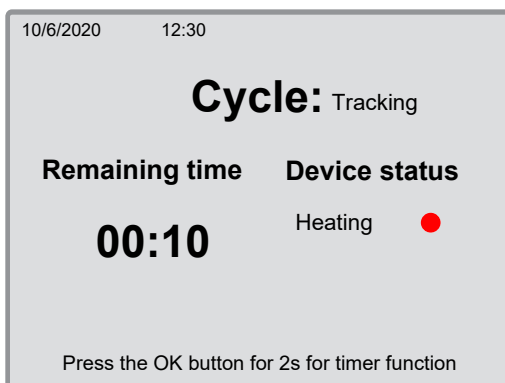 10/6/2020 12:30
Cycle: Tracking
Remaining time Device status
Heating
00:10
Press the OK button for 2s for timer function